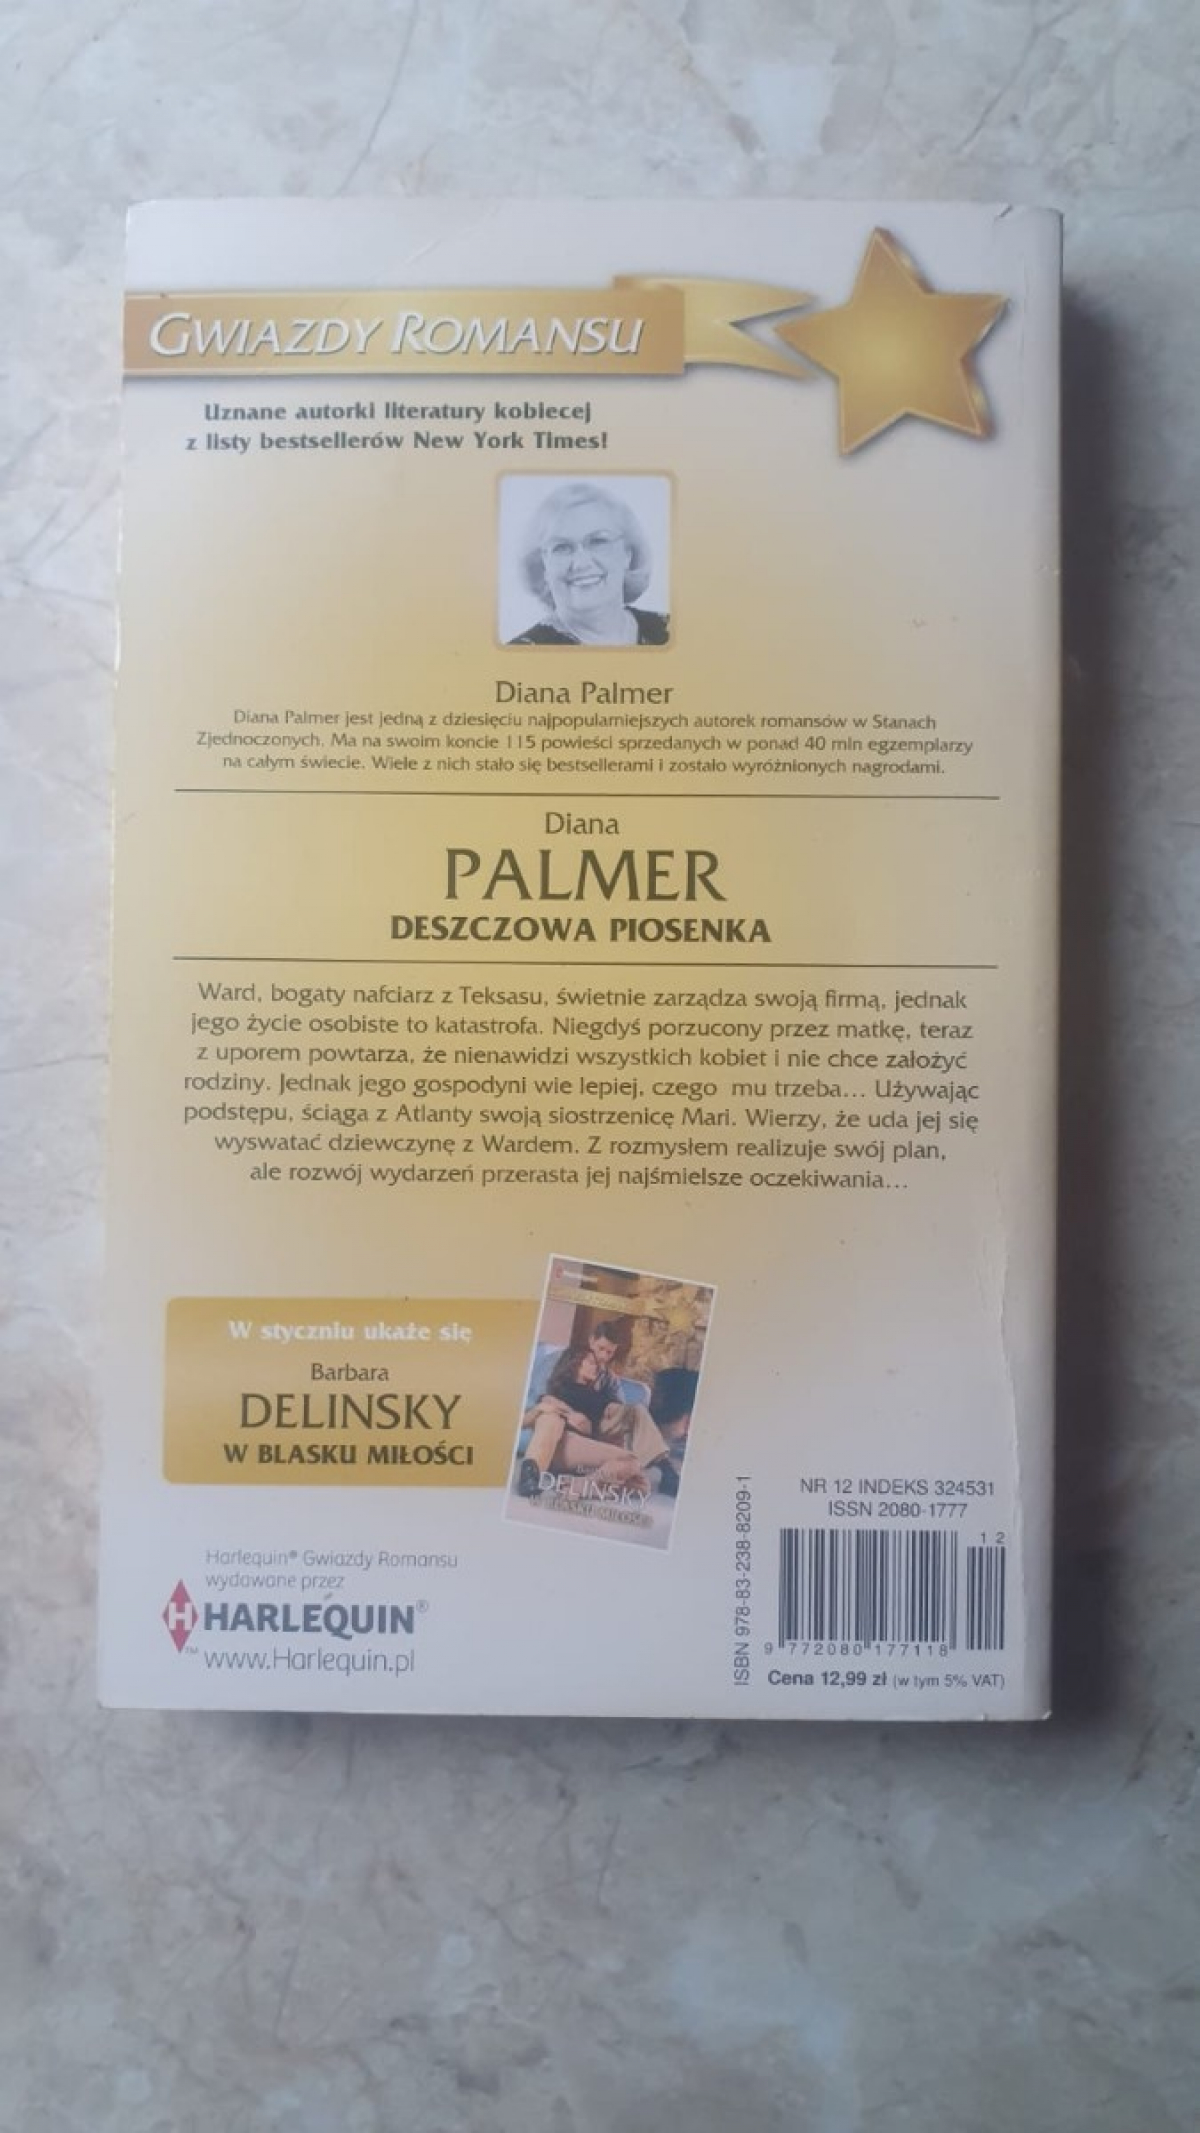 GWIAZDY ROMANSU
Uznane autorki literatury kobiecej
z listy bestsellerów New York Times!
Diana Palmer
Diana Palmer jest jedną z dziesięciu najpopularniejszych autorek romansów w Stanach
Zjednoczonych. Ma na swoim koncie 115 powieści sprzedanych w ponad 40 mln egzemplarzy
na całym świecie. Wiele z nich stało się bestsellerami i zostało wyróżnionych nagrodami.
Diana
PALMER
DESZCZOWA PIOSENKA
Ward, bogaty nafciarz z Teksasu, świetnie zarządza swoją firmą, jednak
jego życie osobiste to katastrofa. Niegdyś porzucony przez matkę, teraz
z uporem powtarza, że nienawidzi wszystkich kobiet i nie chce założyć
rodziny. Jednak jego gospodyni wie lepiej, czego mu trzeba... Używając
podstępu, ściąga z Atlanty swoją siostrzenicę Mari. Wierzy, że uda jej się
wyswatać dziewczynę z Wardem. Z rozmysłem realizuje swój plan,
ale rozwój wydarzeń przerasta jej najśmielsze oczekiwania...
W styczniu ukaże się
Barbara
DELINSKY
W BLASKU MIŁOŚCI
Barbara
DELINSKY
W BLASKU MIŁOŚCI
Harlequin® Gwiazdy Romansu
wydawane przez
H HARLEQUIN®
™ www.Harlequin.pl
ISBN 978-83-238-8209-1
NR 12 INDEKS 324531
ISSN 2080-1777
1 2
9 772080 177118
Cena 12,99 zł (w tym 5% VAT)